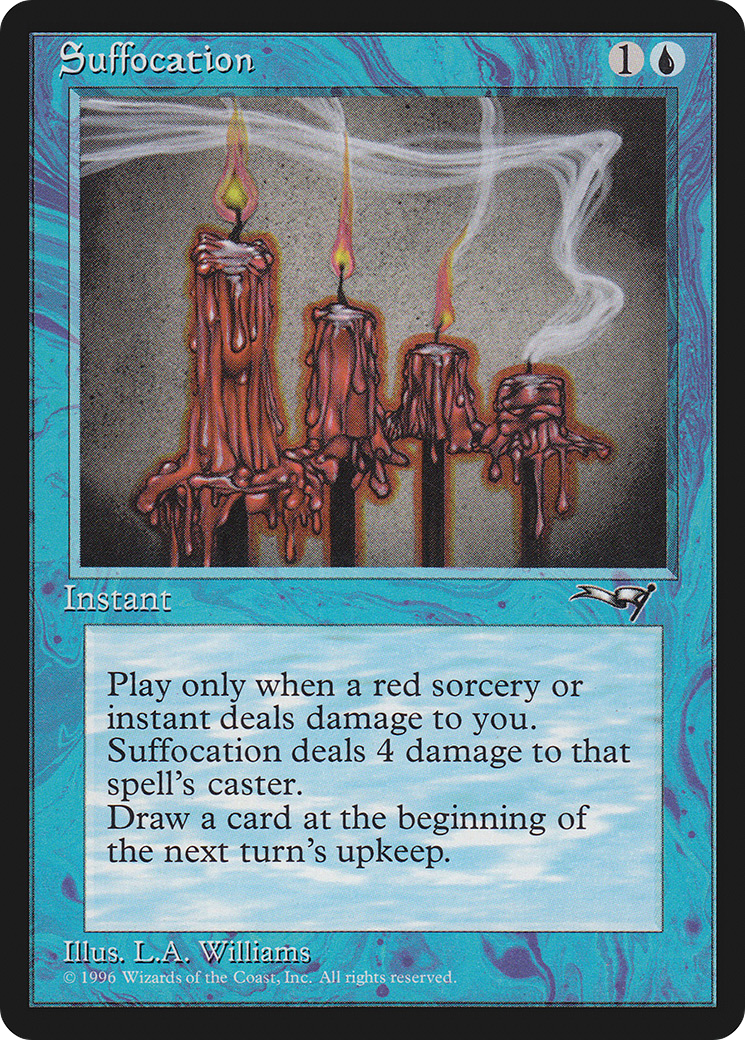 Suffocation 1
Instant
Play only when a red sorcery or
instant deals damage to you.
Suffocation deals 4 damage to that
spell's caster.
Draw a card at the beginning of
the next turn's upkeep.
Illus. L.A. Williams
© 1996 Wizards of the Coast, Inc. All rights reserved.